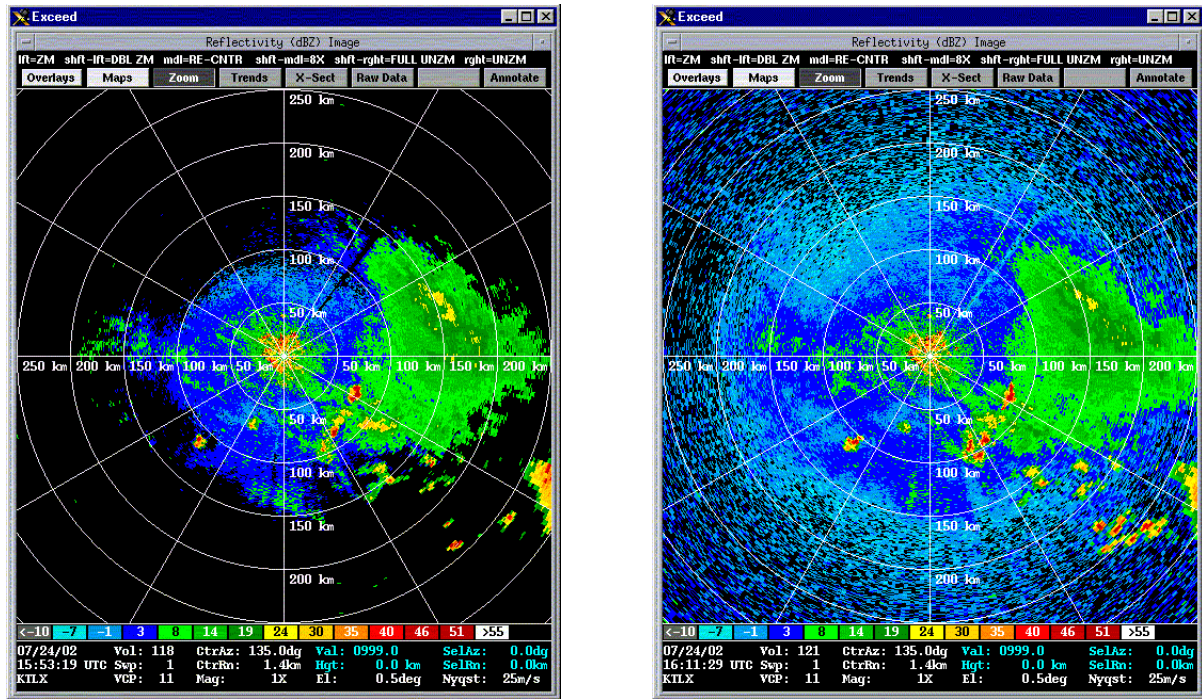 Exceed
Reflectivity (dBZ) Image
lft=ZM shft-lft=DBL ZM mdl=RE-CNTR shft-mdl=8X shft-rght=FULL UNZM rght=UNZM
Overlays Maps Zoom Trends X-Sect Raw Data Annotate
250 km
200 km
150 km
100 km
50 km
250 km 200 km 150 km 100 km 50 km 50 km 100 km 150 km 200 km
50 km
100 km
150 km
200 km
<-10 -7 -1 3 8 14 19 24 30 35 40 46 51 >55
07/24/02 Vol: 118 CtrAz: 135.0dg Val: 0999.0 SelAz: 0.0dg
15:53:19 UTC Swp: 1 CtrRn: 1.4km Hgt: 0.0 km SelRn: 0.0km
KTLX VCP: 11 Mag: 1X El: 0.5deg Nyqst: 25m/s
Exceed
Reflectivity (dBZ) Image
lft=ZM shft-lft=DBL ZM mdl=RE-CNTR shft-mdl=8X shft-rght=FULL UNZM rght=UNZM
Overlays Maps Zoom Trends X-Sect Raw Data Annotate
250 km
200 km
150 km
100 km
50 km
250 km 200 km 150 km 100 km 50 km 50 km 100 km 150 km 200 km
50 km
100 km
150 km
200 km
<-10 -7 -1 3 8 14 19 24 30 35 40 46 51 >55
07/24/02 Vol: 121 CtrAz: 135.0dg Val: 0999.0 SelAz: 0.0dg
16:11:29 UTC Swp: 1 CtrRn: 1.4km Hgt: 0.0 km SelRn: 0.0km
KTLX VCP: 11 Mag: 1X El: 0.5deg Nyqst: 25m/s